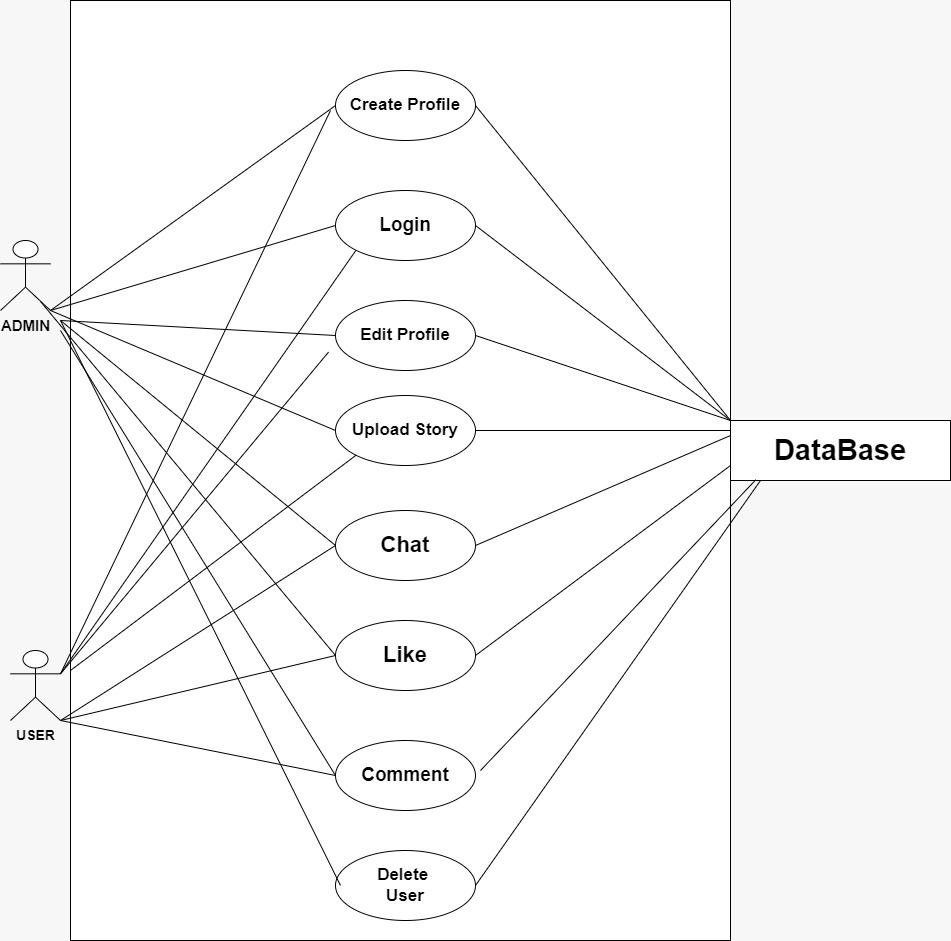 Create Profile
Login
ADMIN
Edit Profile
Upload Story
DataBase
Chat
Like
USER
Comment
Delete
User